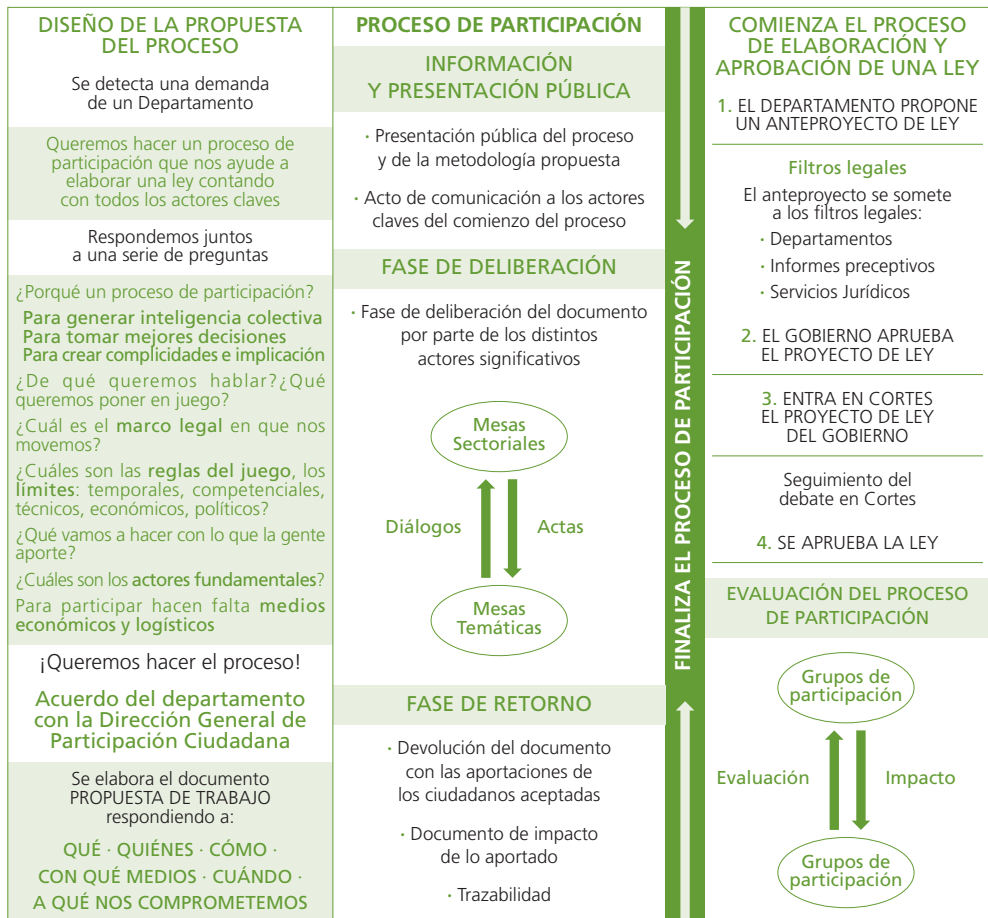 DISEÑO DE LA PROPUESTA
DEL PROCESO
Se detecta una demanda
de un Departamento
Queremos hacer un proceso de
participación que nos ayude a
elaborar una ley contando
con todos los actores claves
Respondemos juntos
a una serie de preguntas
¿Porqué un proceso de participación?
Para generar inteligencia colectiva
Para tomar mejores decisiones
Para crear complicidades e implicación
¿De qué queremos hablar?¿Qué
queremos poner en juego?
¿Cuál es el marco legal en que nos
movemos?
¿Cuáles son las reglas del juego, los
límites: temporales, competenciales,
técnicos, económicos, políticos?
¿Qué vamos a hacer con lo que la gente
aporte?
¿Cuáles son los actores fundamentales?
Para participar hacen falta medios
económicos y logísticos
¡Queremos hacer el proceso!
Acuerdo del departamento
con la Dirección General de
Participación Ciudadana
Se elabora el documento
PROPUESTA DE TRABAJO
respondiendo a:
QUÉ · QUIÉNES · CÓMO ·
CON QUÉ MEDIOS · CUÁNDO ·
A QUÉ NOS COMPROMETEMOS
PROCESO DE PARTICIPACIÓN
INFORMACIÓN
Y PRESENTACIÓN PÚBLICA
· Presentación pública del proceso
y de la metodología propuesta
· Acto de comunicación a los actores
claves del comienzo del proceso
FASE DE DELIBERACIÓN
· Fase de deliberación del documento
por parte de los distintos
actores significativos
Mesas
Sectoriales
Diálogos
Actas
Mesas
Temáticas
FASE DE RETORNO
· Devolución del documento
con las aportaciones de
los ciudadanos aceptadas
· Documento de impacto
de lo aportado
· Trazabilidad
FINALIZA EL PROCESO DE PARTICIPACIÓN
COMIENZA EL PROCESO
DE ELABORACIÓN Y
APROBACIÓN DE UNA LEY
1. EL DEPARTAMENTO PROPONE
UN ANTEPROYECTO DE LEY
Filtros legales
El anteproyecto se somete
a los filtros legales:
· Departamentos
· Informes preceptivos
· Servicios Jurídicos
2. EL GOBIERNO APRUEBA
EL PROYECTO DE LEY
3. ENTRA EN CORTES
EL PROYECTO DE LEY
DEL GOBIERNO
Seguimiento del
debate en Cortes
4. SE APRUEBA LA LEY
EVALUACIÓN DEL PROCESO
DE PARTICIPACIÓN
Grupos de
participación
Evaluación
Impacto
Grupos de
participación